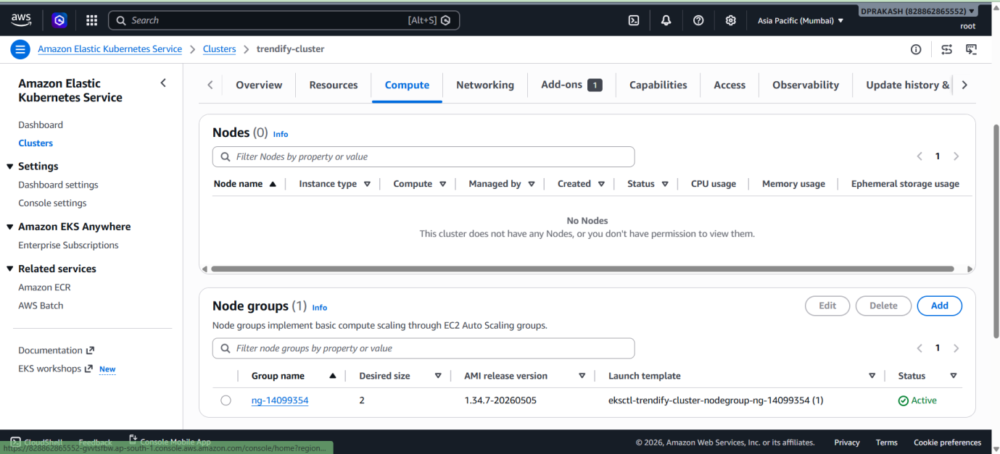 aws Search [Alt+S] Asia Pacific (Mumbai) DPRAKASH (828862865552)
root
Amazon Elastic Kubernetes Service Clusters trendify-cluster
Amazon Elastic
Kubernetes Service
Dashboard
Clusters
Settings
Dashboard settings
Console settings
Amazon EKS Anywhere
Enterprise Subscriptions
Related services
Amazon ECR
AWS Batch
Documentation
EKS workshops New
Overview Resources Compute Networking Add-ons 1 Capabilities Access Observability Update history &
Nodes (0) Info
Filter Nodes by property or value 1
Node name Instance type Compute Managed by Created Status CPU usage Memory usage Ephemeral storage usage
No Nodes
This cluster does not have any Nodes, or you don't have permission to view them.
Node groups (1) Info Edit Delete Add
Node groups implement basic compute scaling through EC2 Auto Scaling groups.
Filter node groups by property or value 1
Group name Desired size AMI release version Launch template Status
ng-14099354 2 1.34.7-20260505 eksctl-trendify-cluster-nodegroup-ng-14099354 (1) Active
CloudShell Feedback Console Mobile App © 2026, Amazon Web Services, Inc. or its affiliates. Privacy Terms Cookie preferences
https://828862865552-gvvtsfbw.ap-south-1.console.aws.amazon.com/console/home?region...